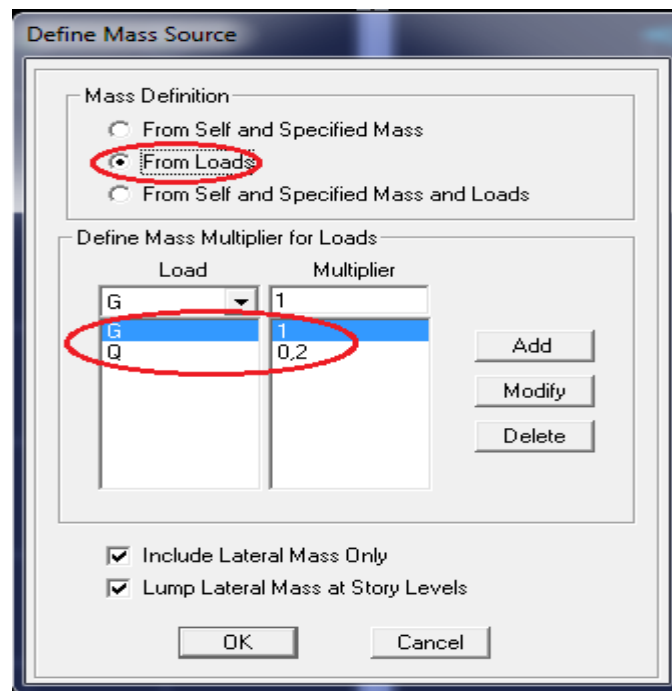 Define Mass Source
Mass Definition
From Self and Specified Mass
From Loads
From Self and Specified Mass and Loads
Define Mass Multiplier for Loads
Load Multiplier
G 1
G 1
Q 0,2
Add
Modify
Delete
Include Lateral Mass Only
Lump Lateral Mass at Story Levels
OK Cancel